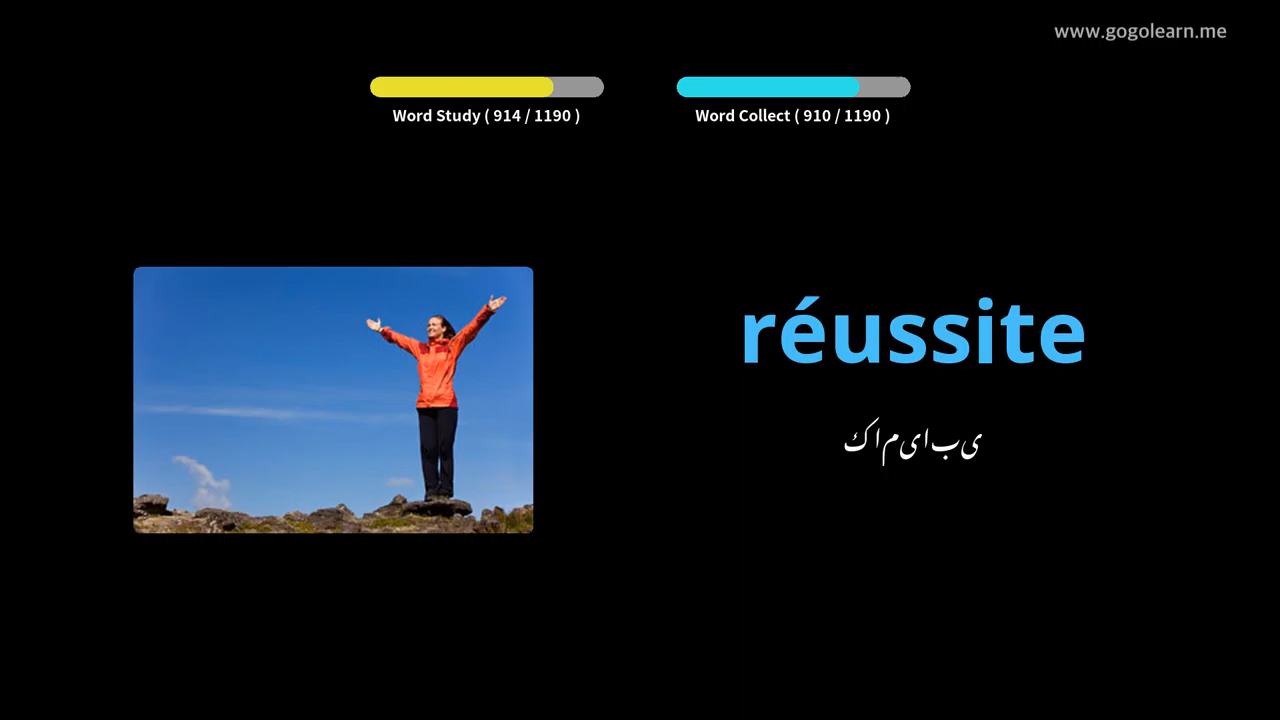 www.gogolearn.me
Word Study ( 914 / 1190 )
Word Collect ( 910 / 1190 )
réussite
کامیابی